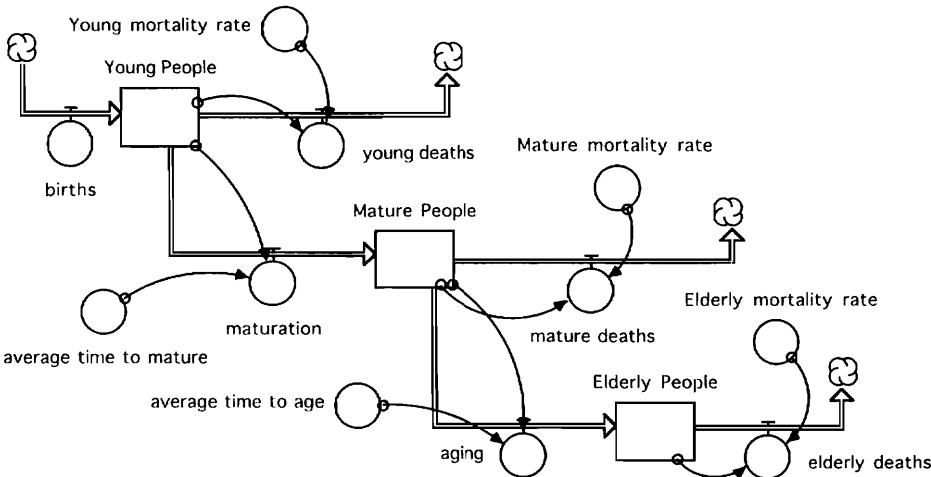 Young mortality rate
Young People
young deaths
births
Mature mortality rate
Mature People
maturation
average time to mature
mature deaths
Elderly mortality rate
Elderly People
average time to age
aging
elderly deaths